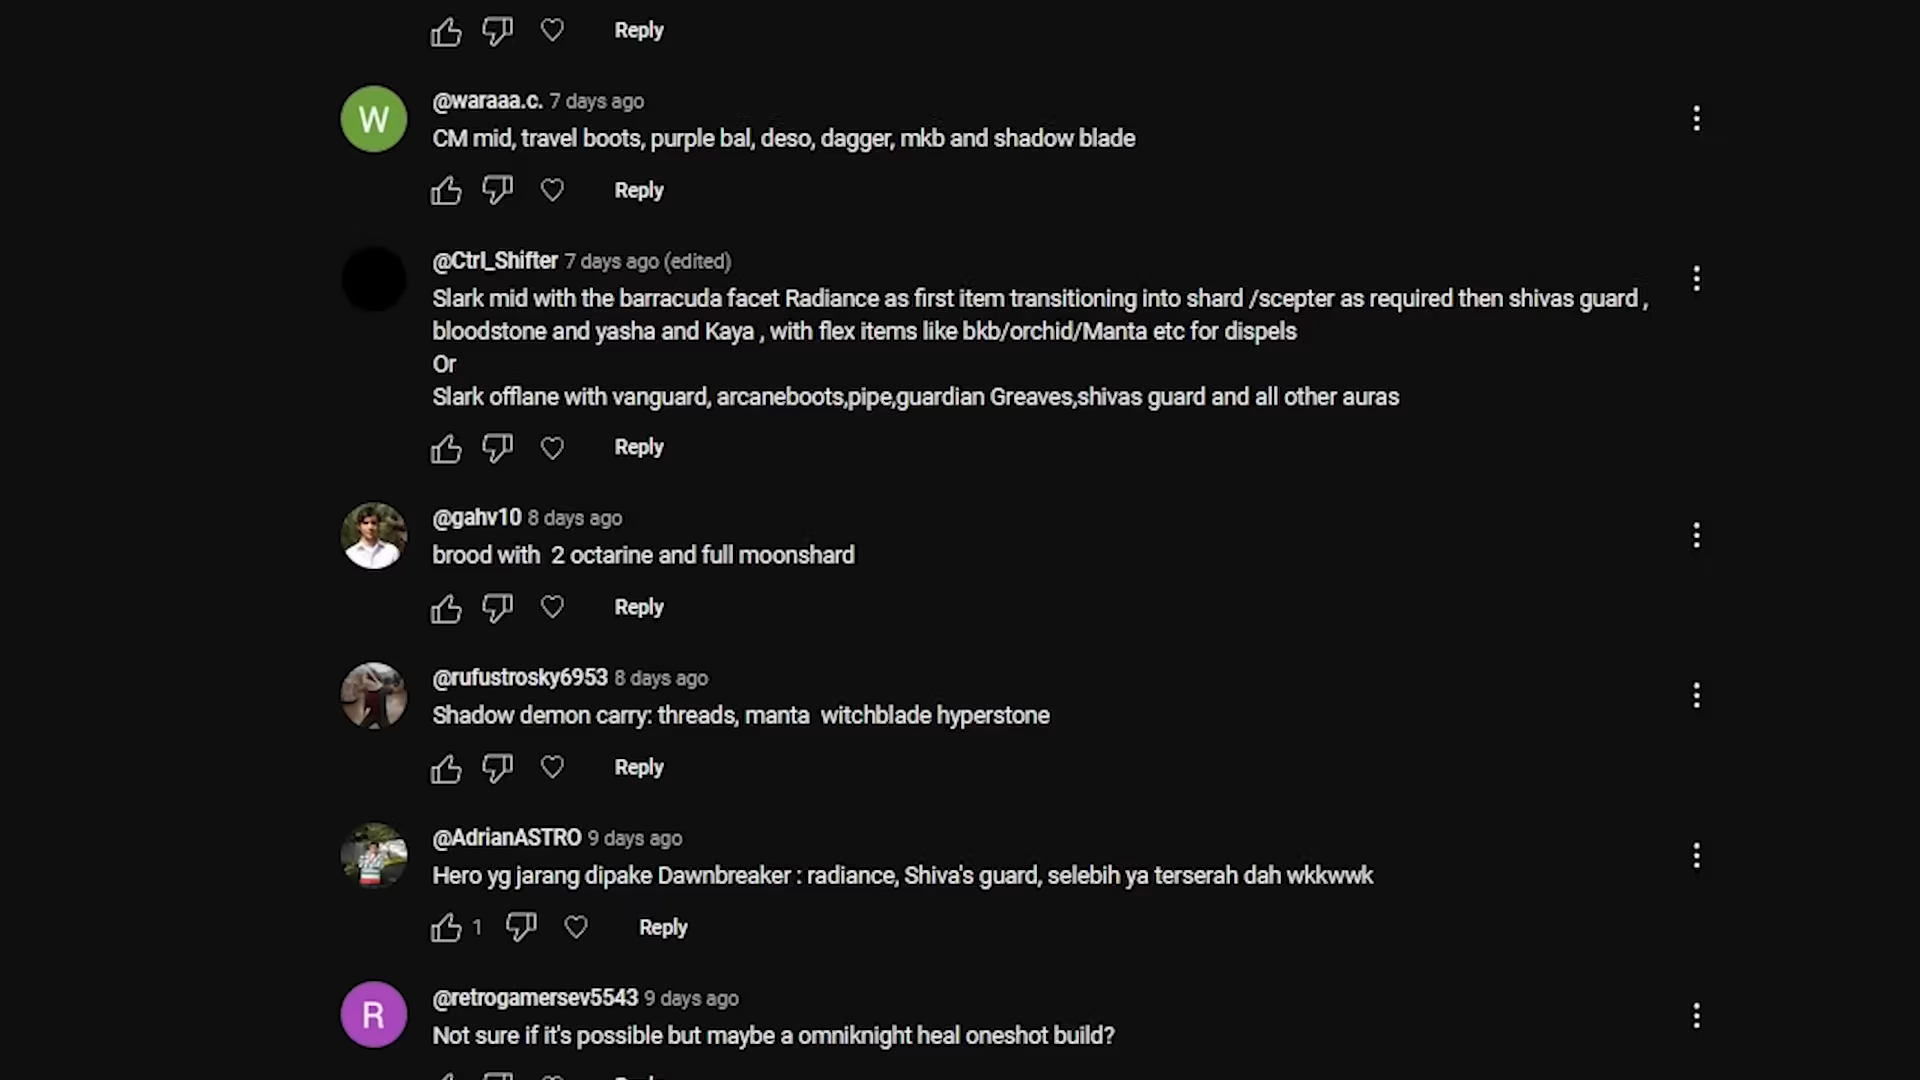 Reply
W
@waraaa.c. 7 days ago
CM mid, travel boots, purple bal, deso, dagger, mkb and shadow blade
Reply
@Ctrl_Shifter 7 days ago (edited)
Slark mid with the barracuda facet Radiance as first item transitioning into shard /scepter as required then shivas guard ,
bloodstone and yasha and Kaya , with flex items like bkb/orchid/Manta etc for dispels
Or
Slark offlane with vanguard, arcaneboots,pipe,guardian Greaves,shivas guard and all other auras
Reply
@gahv10 8 days ago
brood with  2 octarine and full moonshard
Reply
@rufustrosky6953 8 days ago
Shadow demon carry: threads, manta  witchblade hyperstone
Reply
@AdrianASTRO 9 days ago
Hero yg jarang dipake Dawnbreaker : radiance, Shiva's guard, selebih ya terserah dah wkkwwk
1 Reply
R
@retrogamersev5543 9 days ago
Not sure if it's possible but maybe a omniknight heal oneshot build?